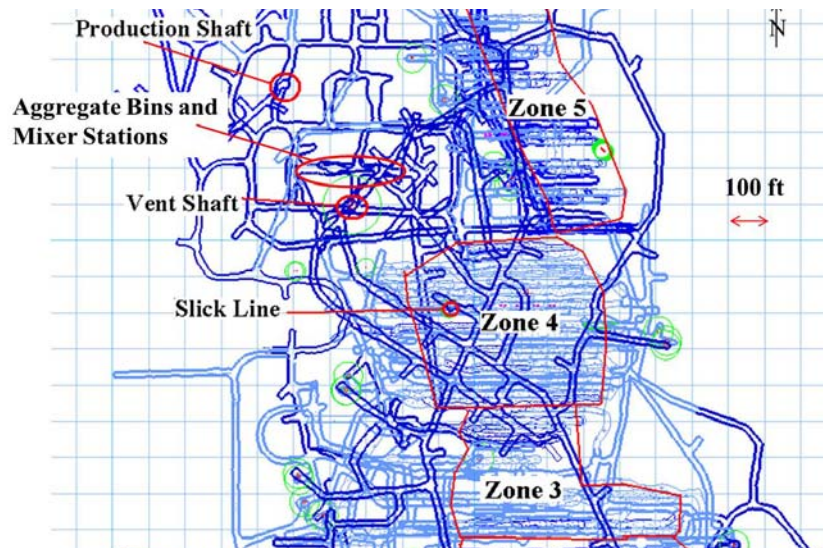 Production Shaft
N
Aggregate Bins and
Mixer Stations
Zone 5
100 ft
Vent Shaft
Slick Line
Zone 4
Zone 3